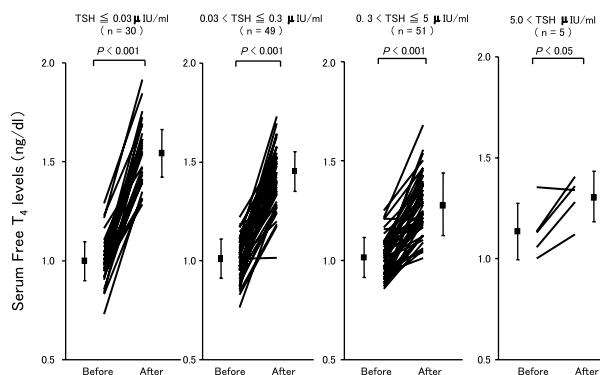 TSH ≦ 0.03 μIU/ml
( n = 30 )
P < 0.001
0.03 < TSH ≦ 0.3 μIU/ml
( n = 49 )
P < 0.001
0. 3 < TSH ≦ 5 μIU/ml
( n = 51 )
P < 0.001
5.0 < TSH μIU/ml
( n = 5 )
P < 0.05
Serum Free T4 levels (ng/dl)
2.0
1.5
1.0
0.5
Before After
2.0
1.5
1.0
0.5
Before After
2.0
1.5
1.0
0.5
Before After
2.0
1.5
1.0
0.5
Before After